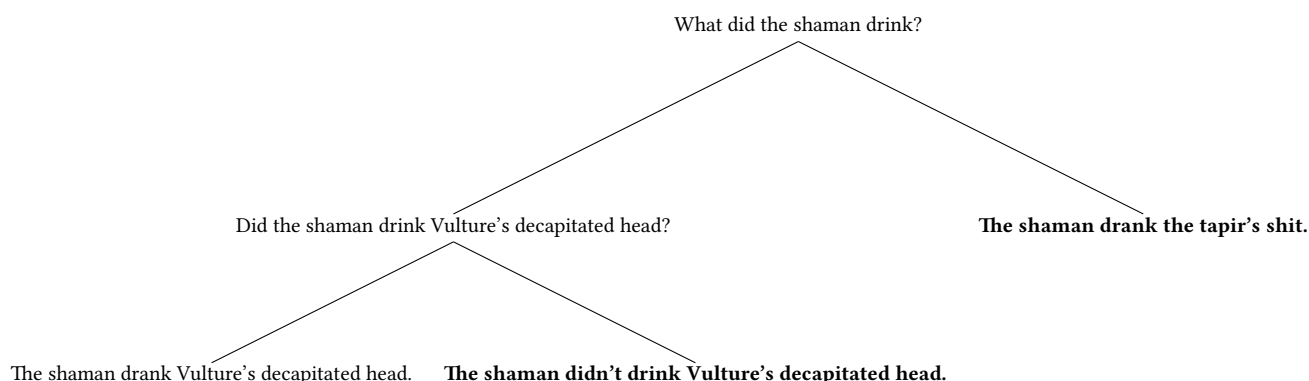 What did the shaman drink?
Did the shaman drink Vulture's decapitated head?
The shaman drank the tapir's shit.
The shaman drank Vulture's decapitated head.
The shaman didn't drink Vulture's decapitated head.